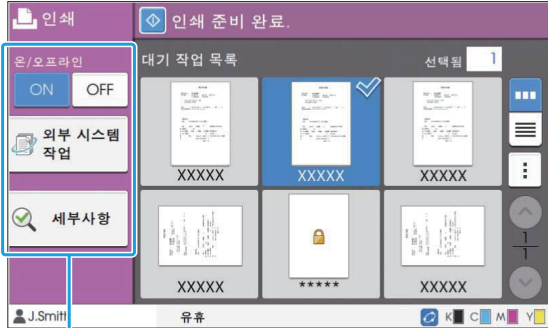 인쇄
인쇄 준비 완료.
온/오프라인
ON OFF
외부 시스템
작업
세부사항
대기 작업 목록
선택됨 1
XXXXX XXXXX XXXXX
XXXXX ***** XXXXX
1
1
J.Smith
유휴
K C M Y